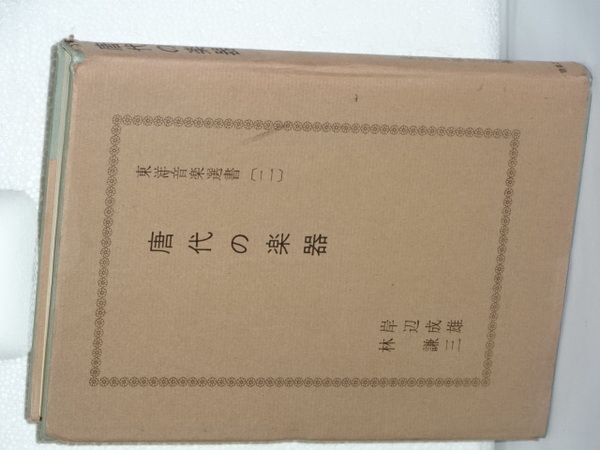 東洋音楽選書〔二〕
唐代の楽器
岸辺成雄
林 謙三
唐代の楽器